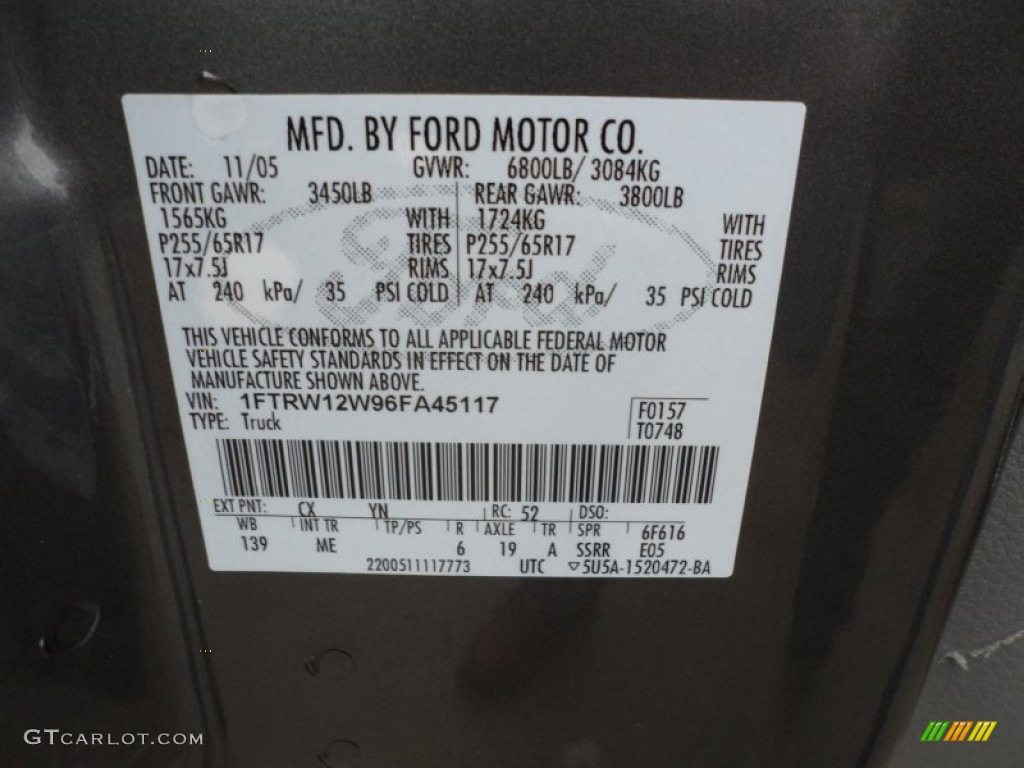 MFD. BY FORD MOTOR CO.
DATE: 11/05 GVWR: 6800LB/ 3084KG
FRONT GAWR: 3450LB REAR GAWR: 3800LB
1565KG WITH 1724KG WITH
P255/65R17 TIRES P255/65R17 TIRES
17x7.5J RIMS 17x7.5J RIMS
AT 240 kPa/ 35 PSI COLD AT 240 kPa/ 35 PSI COLD
Ford
THIS VEHICLE CONFORMS TO ALL APPLICABLE FEDERAL MOTOR
VEHICLE SAFETY STANDARDS IN EFFECT ON THE DATE OF
MANUFACTURE SHOWN ABOVE.
VIN: 1FTRW12W96FA45117 F0157
TYPE: Truck T0748
EXT PNT: CX YN RC: 52 DSO:
WB INT TR TP/PS R AXLE TR SPR 6F616
139 ME 6 19 A SSRR E05
2200511117773 UTC ▽5U5A-1520472-BA
GTCARLOT.COM